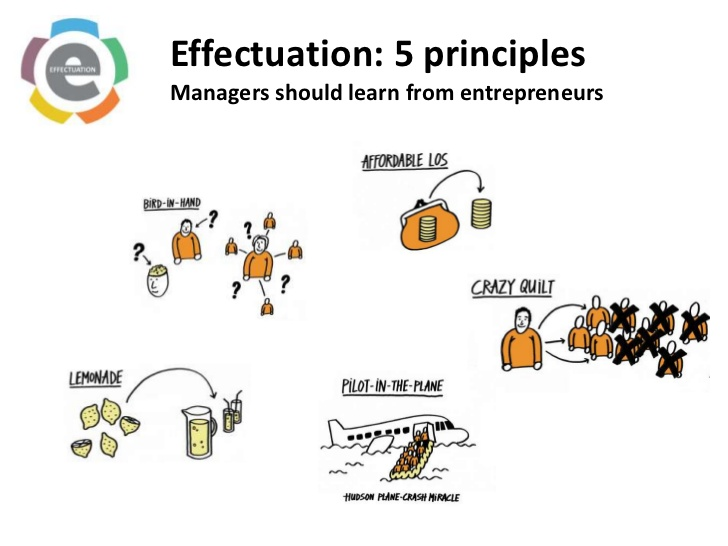 EFFECTUATION
e
Effectuation: 5 principles
Managers should learn from entrepreneurs
AFFORDABLE LOS
BIRD-IN-HAND
?
?
?
?
?
CRAZY QUILT
LEMONADE
PILOT-IN-THE-PLANE
HUDSON PLANE-CRASH MIRACLE